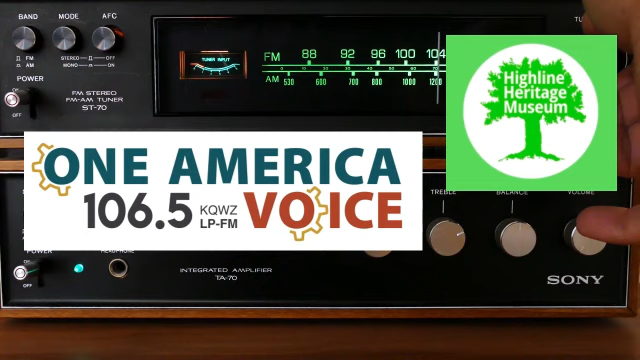 BAND MODE AFC
FM
AM
STEREO OFF
MONO ON
POWER
OFF
FM STEREO
FM-AM TUNER
ST-70
TUNER INPUT
FM 88 92 96 100 104
AM 530 600 700 800 1000 1200
Highline
Heritage
Museum
ONE AMERICA
106.5 KQWZ
LP-FM VOICE
TREBLE BALANCE VOLUME
POWER
OFF
HEADPHONE
INTEGRATED AMPLIFIER
TA-70
SONY